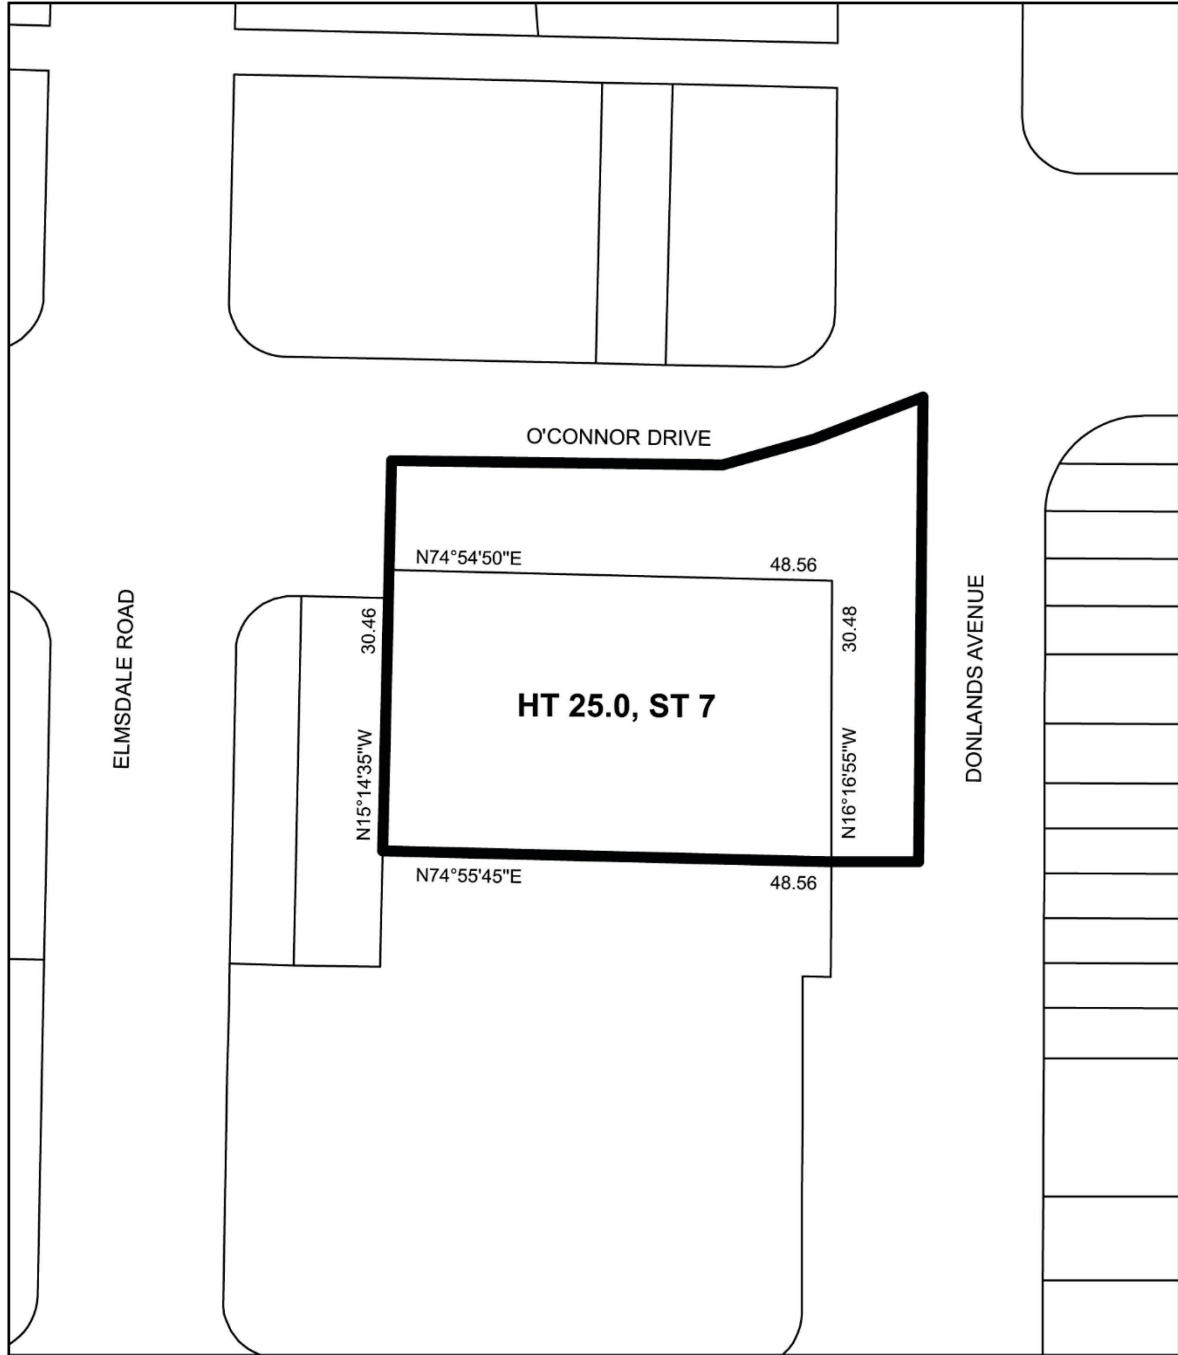 O'CONNOR DRIVE
N74°54'50"E
48.56
ELMSDALE ROAD
30.46
30.48
DONLANDS AVENUE
HT 25.0, ST 7
N15°14'35"W
N16°16'55"W
N74°55'45"E
48.56